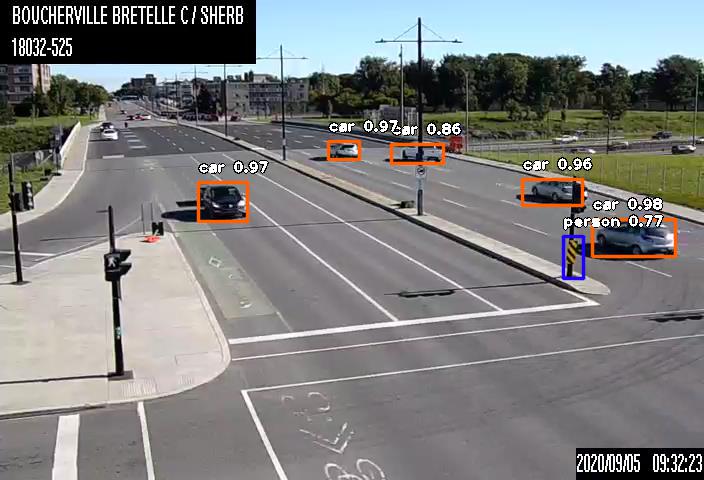 BOUCHERVILLE BRETELLE C / SHERB
18032-525
car 0.97
car 0.86
car 0.97
car 0.96
car 0.98
person 0.77
2020/09/05 09:32:23